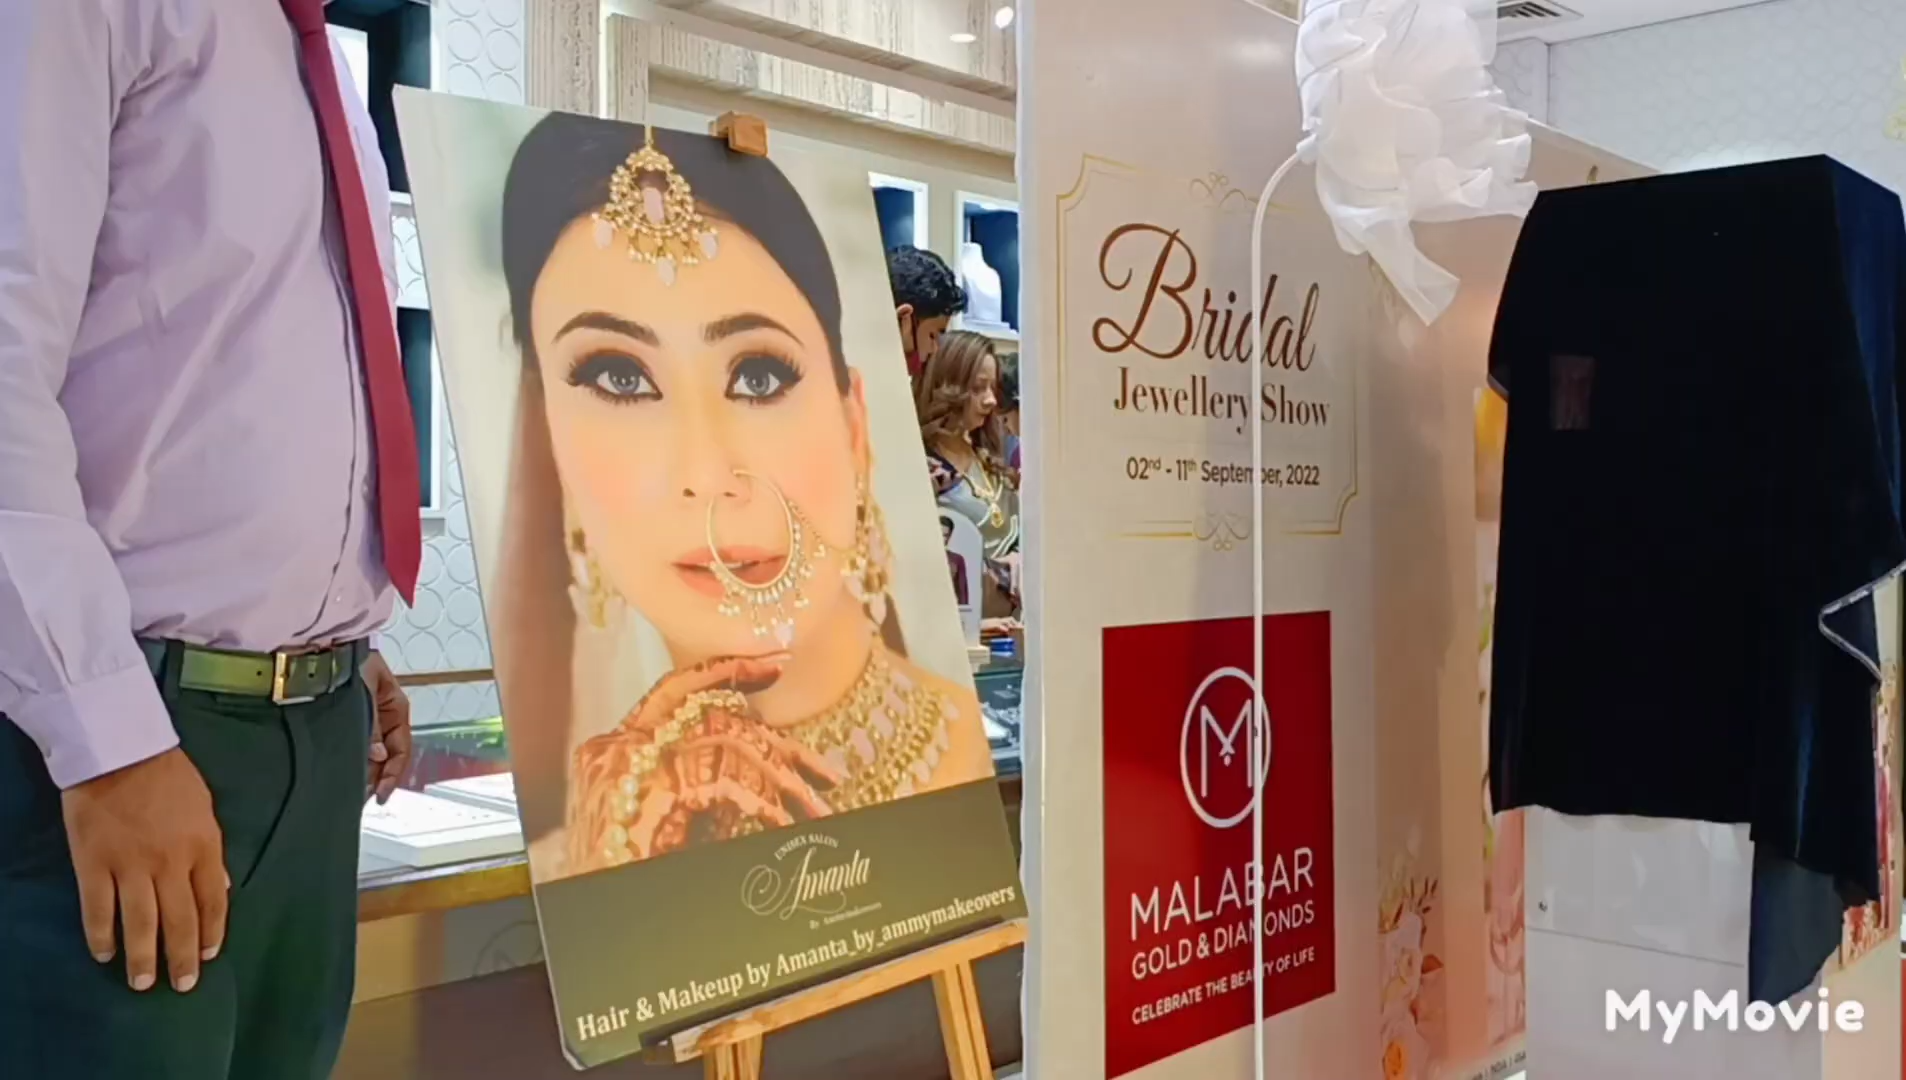 Bridal
Jewellery Show
02nd - 11th September, 2022
M
MALABAR
GOLD & DIAMONDS
CELEBRATE THE BEAUTY OF LIFE
UNISEX SALON
Amanta
Hair & Makeup by Amanta_by_ammymakeovers
MyMovie